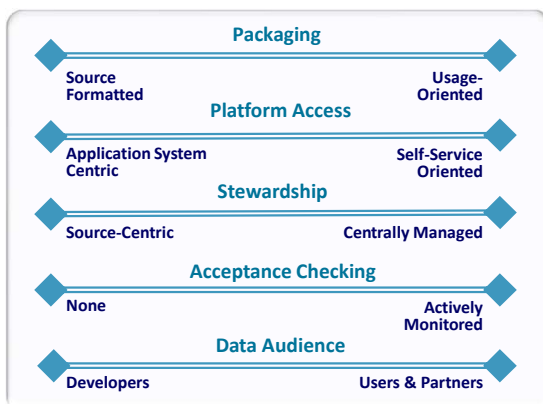 Packaging
Source Usage-
Formatted Oriented
Platform Access
Application System Self-Service
Centric Oriented
Stewardship
Source-Centric Centrally Managed
Acceptance Checking
None Actively
Monitored
Data Audience
Developers Users & Partners